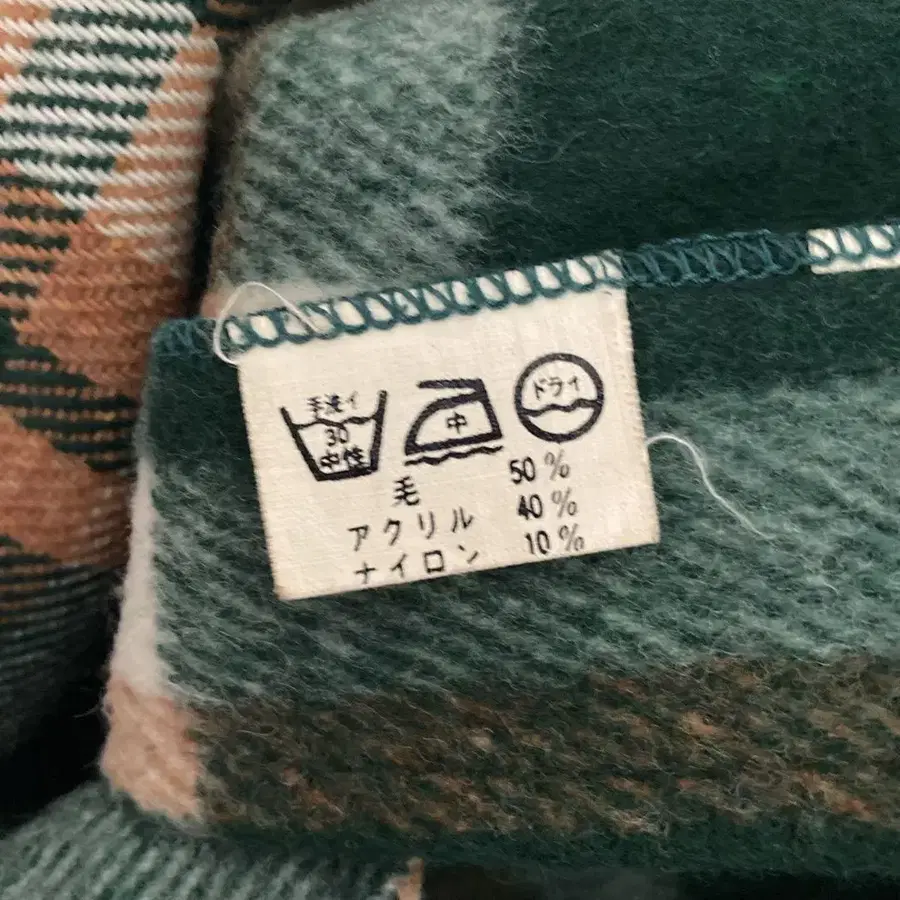 手洗イ
30
中性
中
ドライ
毛 50%
アクリル 40%
ナイロン 10%